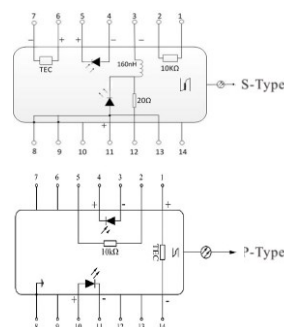 7 6 5 4 3 2 1
− + + − −
TEC
160nH
10KΩ
20Ω
S-Type
+
8 9 10 11 12 13 14
7 6 5 4 3 2 1
+ - +
10kΩ
TEC
P-Type
+ - -
8 9 10 11 12 13 14